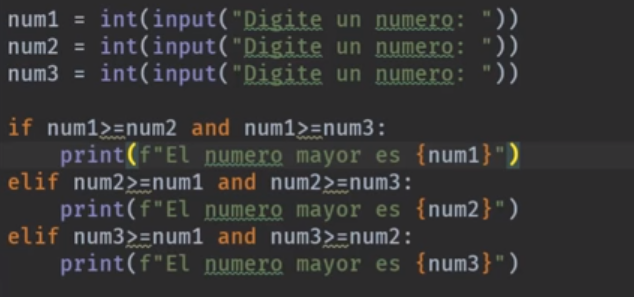 num1 = int(input("Digite un numero: "))
num2 = int(input("Digite un numero: "))
num3 = int(input("Digite un numero: "))
if num1>=num2 and num1>=num3:
    print(f"El numero mayor es {num1}")
elif num2>=num1 and num2>=num3:
    print(f"El numero mayor es {num2}")
elif num3>=num1 and num3>=num2:
    print(f"El numero mayor es {num3}")